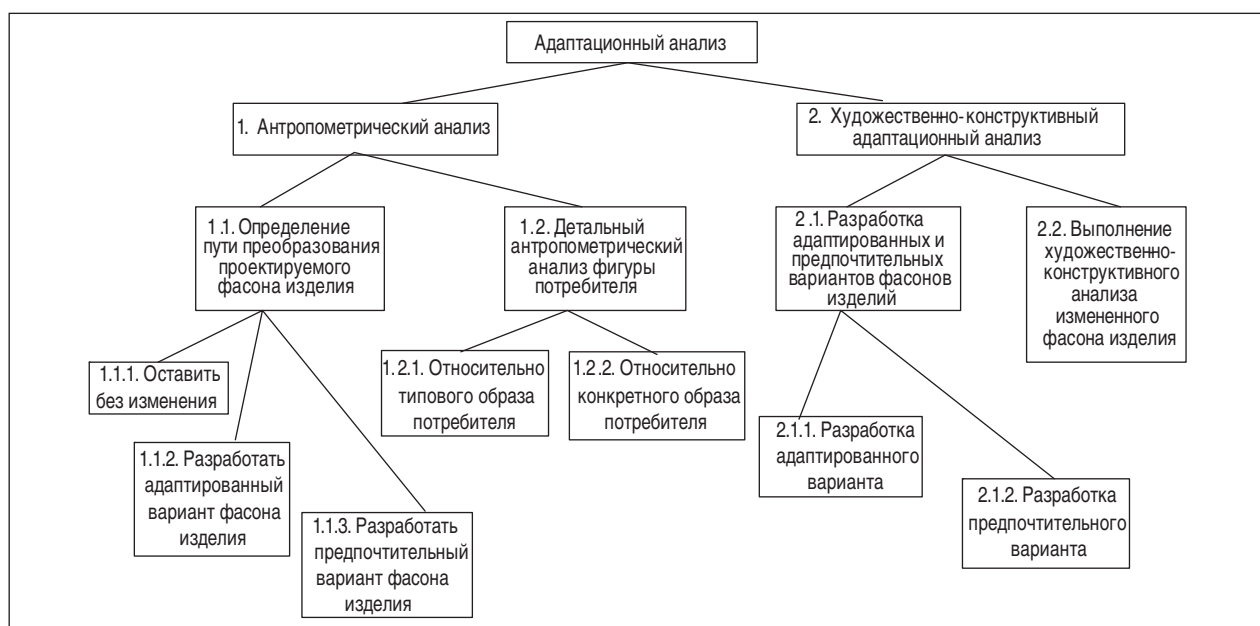 Адаптационный анализ
1. Антропометрический анализ
2. Художественно-конструктивный
адаптационный анализ
1.1. Определение
пути преобразования
проектируемого
фасона изделия
1.2. Детальный
антропометрический
анализ фигуры
потребителя
2.1. Разработка
адаптированных и
предпочтительных
вариантов фасонов
изделий
2.2. Выполнение
художественно-
конструктивного
анализа
измененного
фасона изделия
1.1.1. Оставить
без изменения
1.2.1. Относительно
типового образа
потребителя
1.2.2. Относительно
конкретного образа
потребителя
1.1.2. Разработать
адаптированный
вариант фасона
изделия
1.1.3. Разработать
предпочтительный
вариант фасона
изделия
2.1.1. Разработка
адаптированного
варианта
2.1.2. Разработка
предпочтительного
варианта